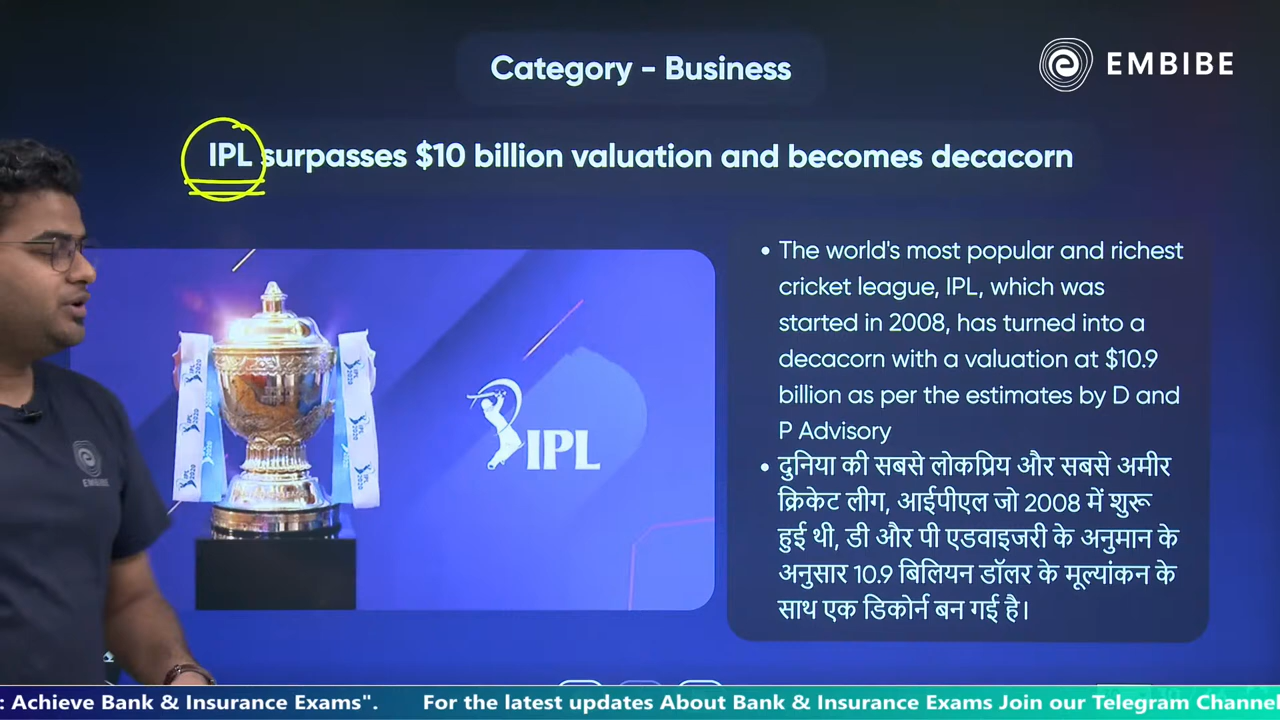 Category - Business
EMBIBE
IPL surpasses $10 billion valuation and becomes decacorn
• The world's most popular and richest
cricket league, IPL, which was
started in 2008, has turned into a
decacorn with a valuation at $10.9
billion as per the estimates by D and
P Advisory
• दुनिया की सबसे लोकप्रिय और सबसे अमीर
क्रिकेट लीग, आईपीएल जो 2008 में शुरू
हुई थी, डी और पी एडवाइजरी के अनुमान के
अनुसार 10.9 बिलियन डॉलर के मूल्यांकन के
साथ एक डिकोर्न बन गई है।
IPL
IPL
2020
2020
EMBIBE
: Achieve Bank & Insurance Exams". For the latest updates About Bank & Insurance Exams Join our Telegram Channel